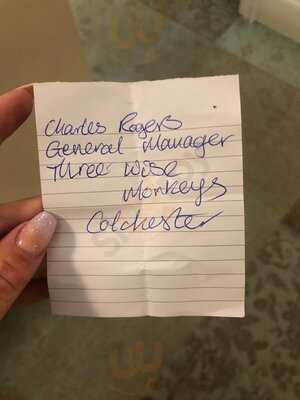 Charles Rogers
General Manager
Three Wise
Monkeys
Colchester